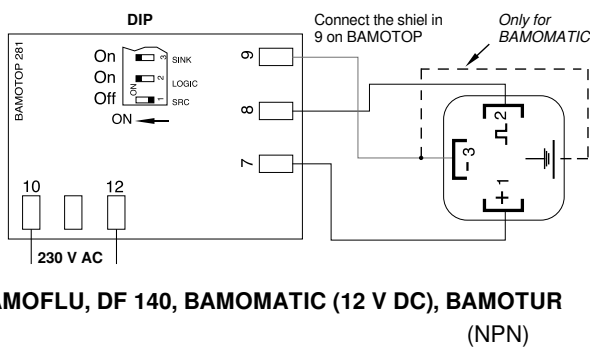 DIP
Connect the shiel in
9 on BAMOTOP
Only for
BAMOMATIC
BAMOTOP 281
On
3
SINK
On
2
LOGIC
Off
1
SRC
ON
ON
9
8
7
2
- 3
+ 1
10
12
230 V AC
AMOFLU, DF 140, BAMOMATIC (12 V DC), BAMOTUR
(NPN)